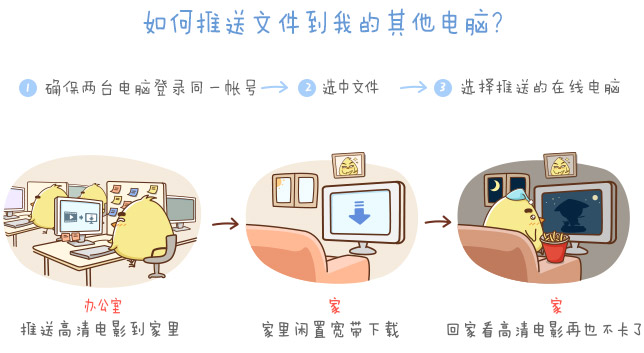 如何推送文件到我的其他电脑?
1 确保两台电脑登录同一帐号 2 选中文件 3 选择推送的在线电脑
办公室 家 家
推送高清电影到家里 家里闲置宽带下载 回家看高清电影再也不卡了